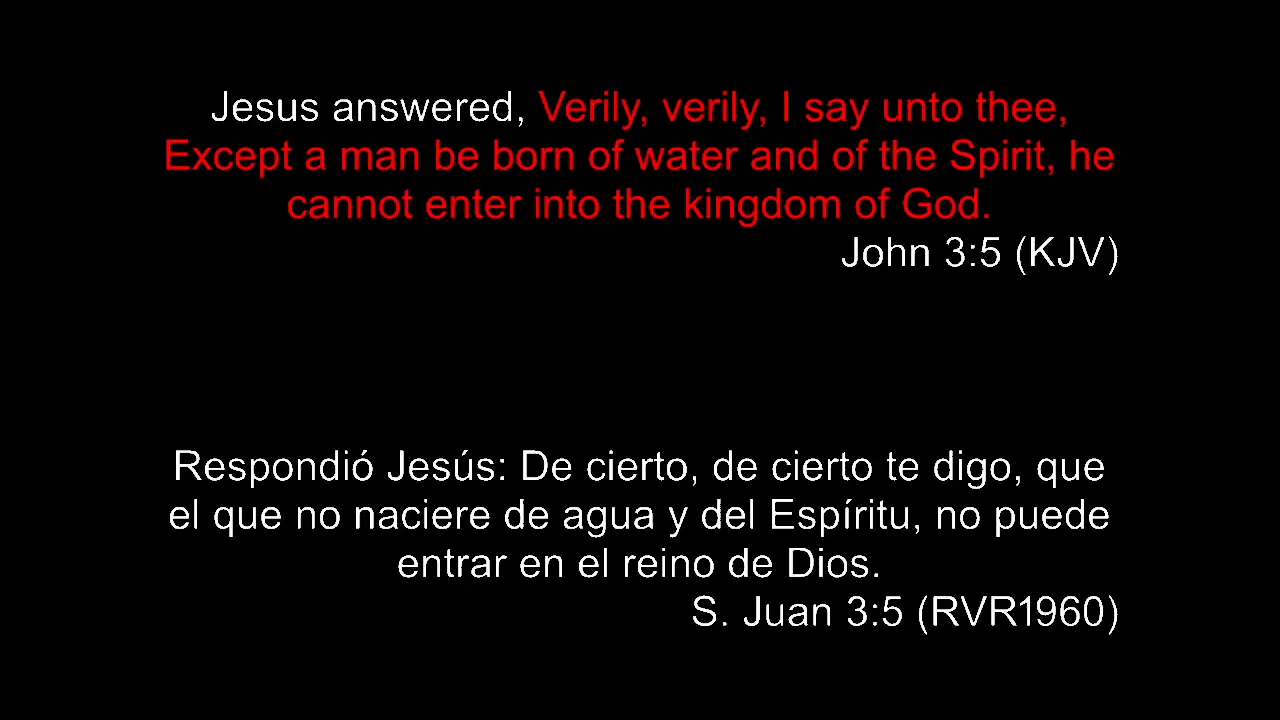 Jesus answered, Verily, verily, I say unto thee,
Except a man be born of water and of the Spirit, he
cannot enter into the kingdom of God.
John 3:5 (KJV)
Respondió Jesús: De cierto, de cierto te digo, que
el que no naciere de agua y del Espíritu, no puede
entrar en el reino de Dios.
S. Juan 3:5 (RVR1960)